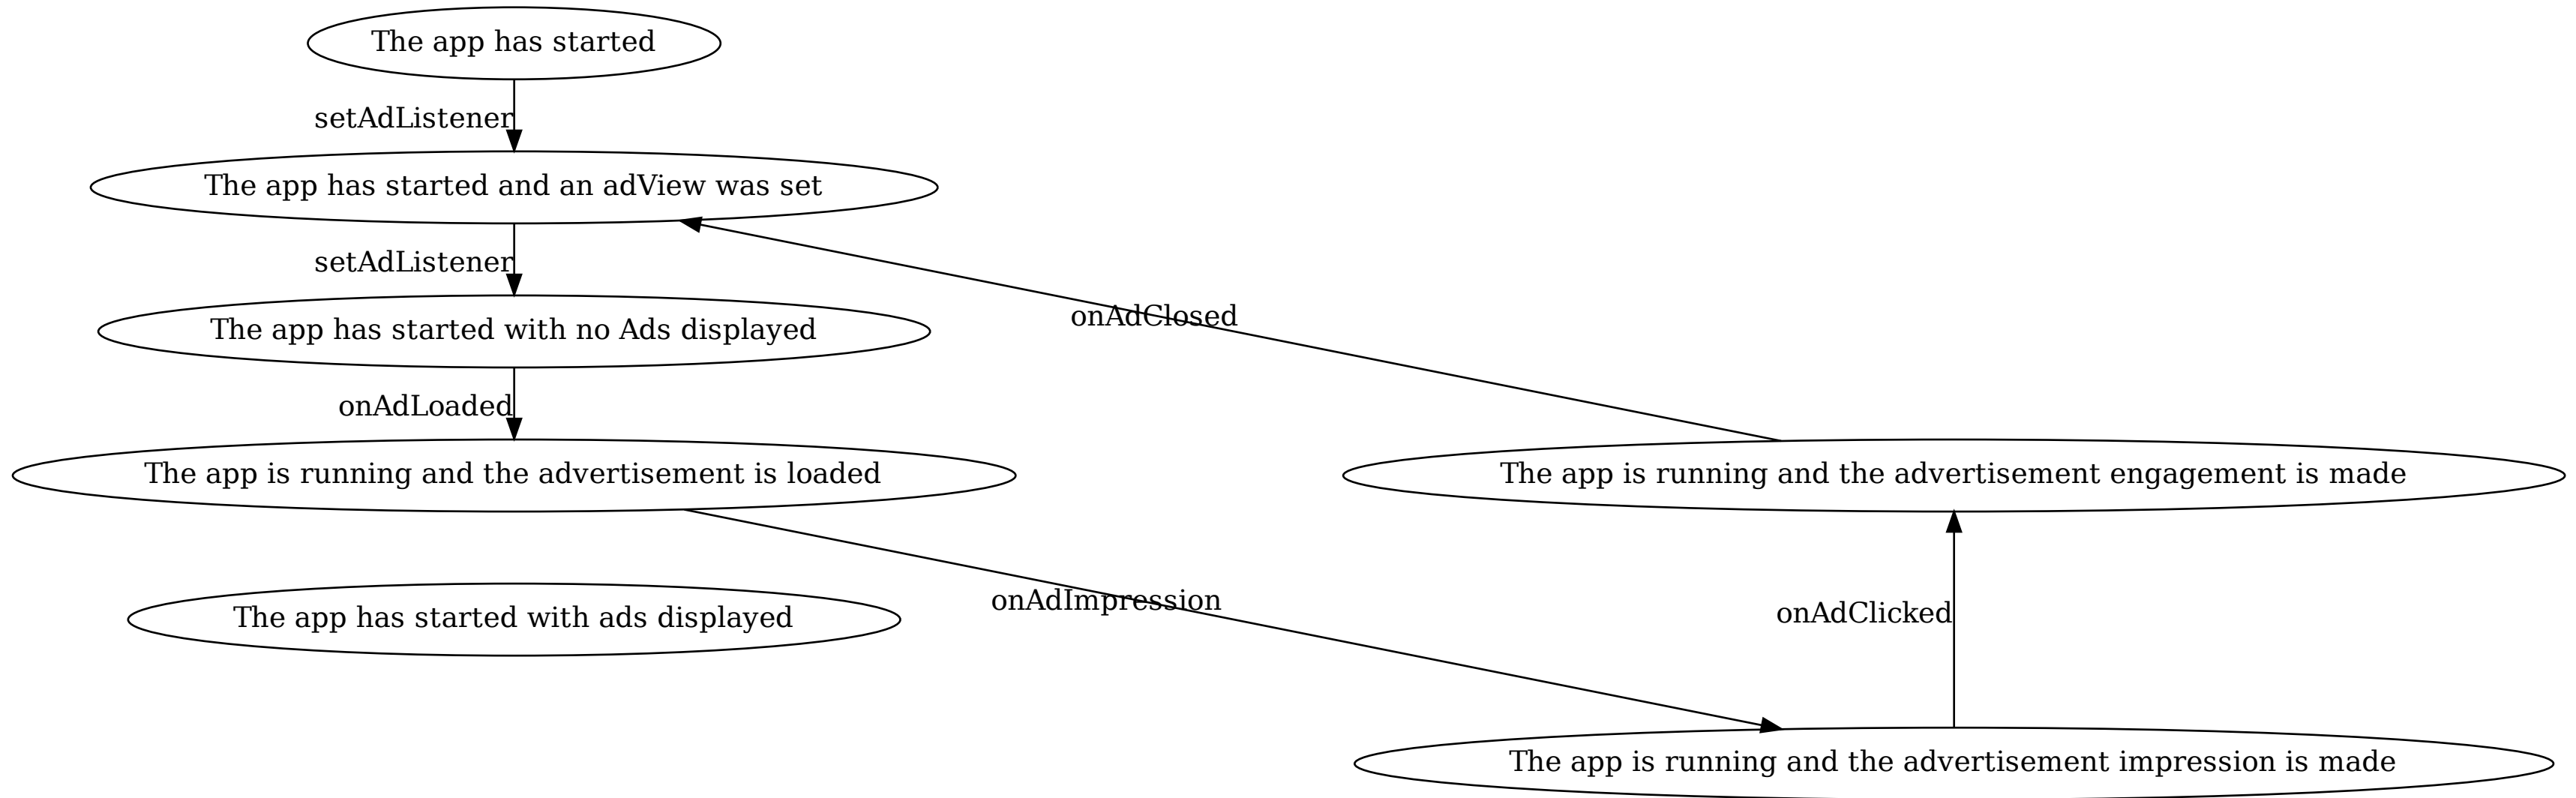 The app has started
setAdListener
The app has started and an adView was set
setAdListener
The app has started with no Ads displayed
onAdClosed
onAdLoaded
The app is running and the advertisement is loaded
The app is running and the advertisement engagement is made
onAdImpression
onAdClicked
The app has started with ads displayed
The app is running and the advertisement impression is made